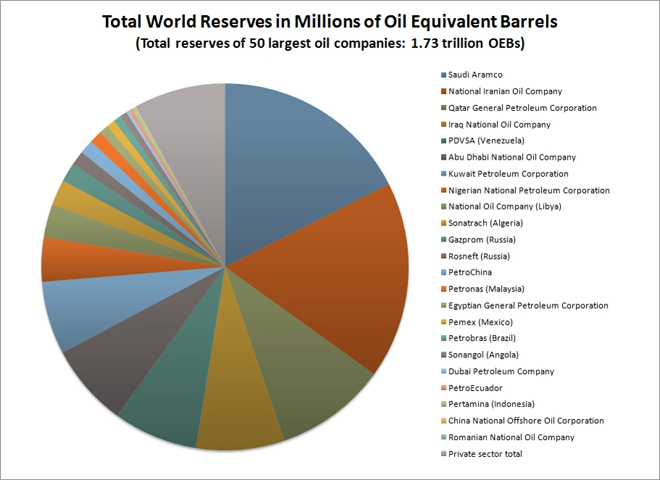 Total World Reserves in Millions of Oil Equivalent Barrels
(Total reserves of 50 largest oil companies: 1.73 trillion OEBs)
Saudi Aramco
National Iranian Oil Company
Qatar General Petroleum Corporation
Iraq National Oil Company
PDVSA (Venezuela)
Abu Dhabi National Oil Company
Kuwait Petroleum Corporation
Nigerian National Petroleum Corporation
National Oil Company (Libya)
Sonatrach (Algeria)
Gazprom (Russia)
Rosneft (Russia)
PetroChina
Petronas (Malaysia)
Egyptian General Petroleum Corporation
Pemex (Mexico)
Petrobras (Brazil)
Sonangol (Angola)
Dubai Petroleum Company
PetroEcuador
Pertamina (Indonesia)
China National Offshore Oil Corporation
Romanian National Oil Company
Private sector total